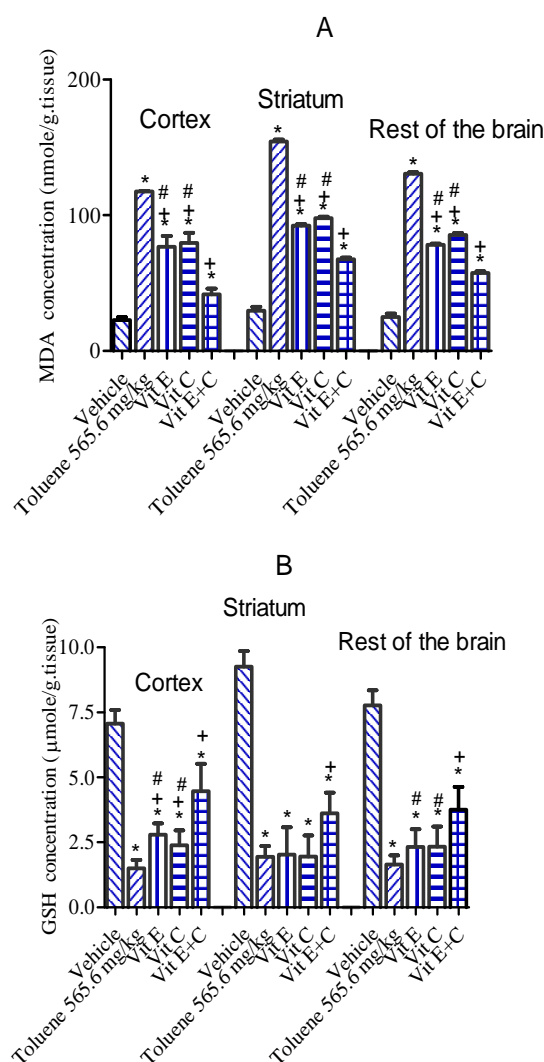 A
MDA concentration (nmole/g.tissue)
200
100
0
Cortex
Striatum
Rest of the brain
*
# + *
# + *
+ *
*
# + *
# + *
+ *
*
# + *
# + *
+ *
Vehicle
Toluene 565.6 mg/kg
Vit E
Vit C
Vit E+C
Vehicle
Toluene 565.6 mg/kg
Vit E
Vit C
Vit E+C
Vehicle
Toluene 565.6 mg/kg
Vit E
Vit C
Vit E+C
B
GSH concentration (µmole/g.tissue)
10.0
7.5
5.0
2.5
0.0
Cortex
Striatum
Rest of the brain
*
# + *
# + *
+ *
*
*
*
+ *
*
# *
# *
+ *
Vehicle
Toluene 565.6 mg/kg
Vit E
Vit C
Vit E+C
Vehicle
Toluene 565.6 mg/kg
Vit E
Vit C
Vit E+C
Vehicle
Toluene 565.6 mg/kg
Vit E
Vit C
Vit E+C